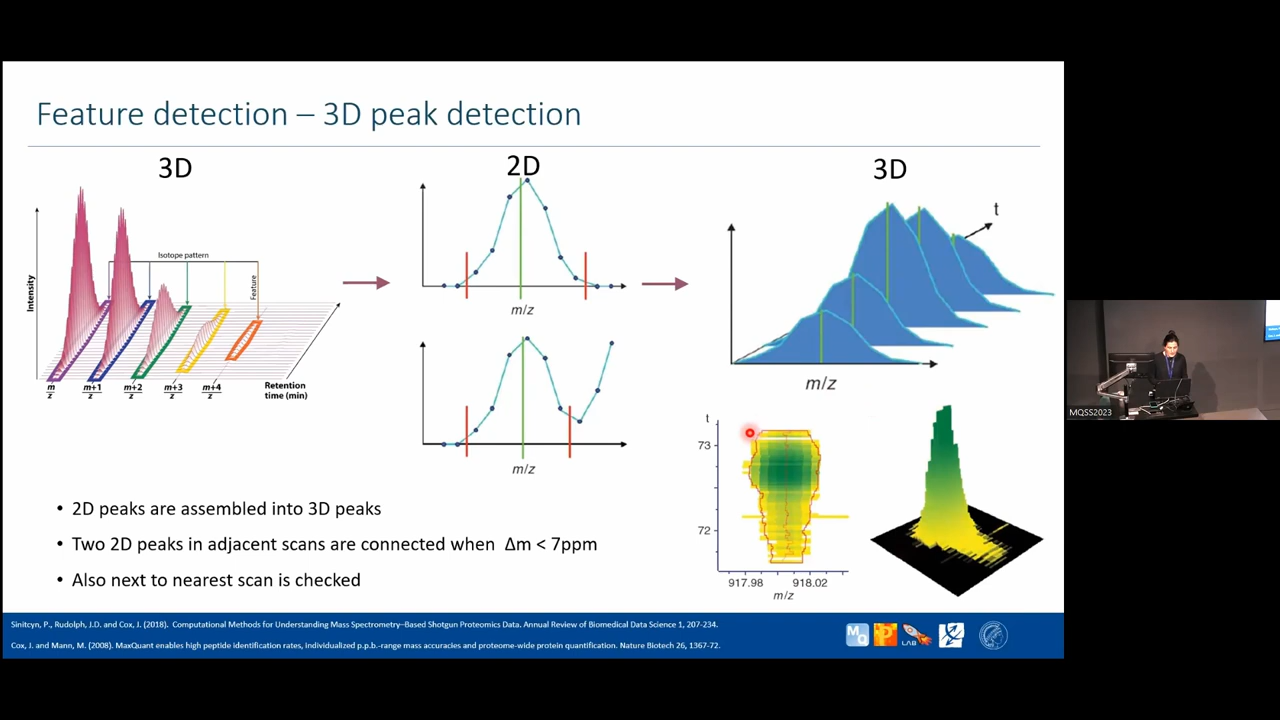 Feature detection – 3D peak detection
3D
2D
3D
Intensity
Isotope pattern
Feature
m/z
m+1/z
m+2/z
m+3/z
m+4/z
Retention
time (min)
m/z
m/z
t
m/z
t
73
72
917.98 918.02
m/z
• 2D peaks are assembled into 3D peaks
• Two 2D peaks in adjacent scans are connected when Δm < 7ppm
• Also next to nearest scan is checked
Sinitcyn, P., Rudolph, J.D. and Cox, J. (2018). Computational Methods for Understanding Mass Spectrometry–Based Shotgun Proteomics Data. Annual Review of Biomedical Data Science 1, 207-234.
Cox, J. and Mann, M. (2008). MaxQuant enables high peptide identification rates, individualized p.p.b.-range mass accuracies and proteome-wide protein quantification. Nature Biotech 26, 1367-72.
MQ
P
LAB
MQSS2023